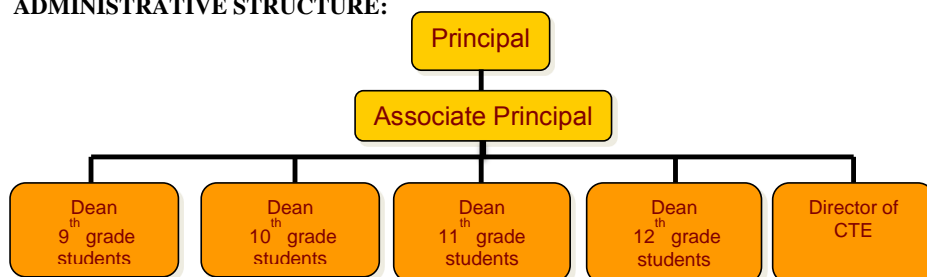 ADMINISTRATIVE STRUCTURE:
Principal
Associate Principal
Dean
9th grade
students
Dean
10th grade
students
Dean
11th grade
students
Dean
12th grade
students
Director of
CTE